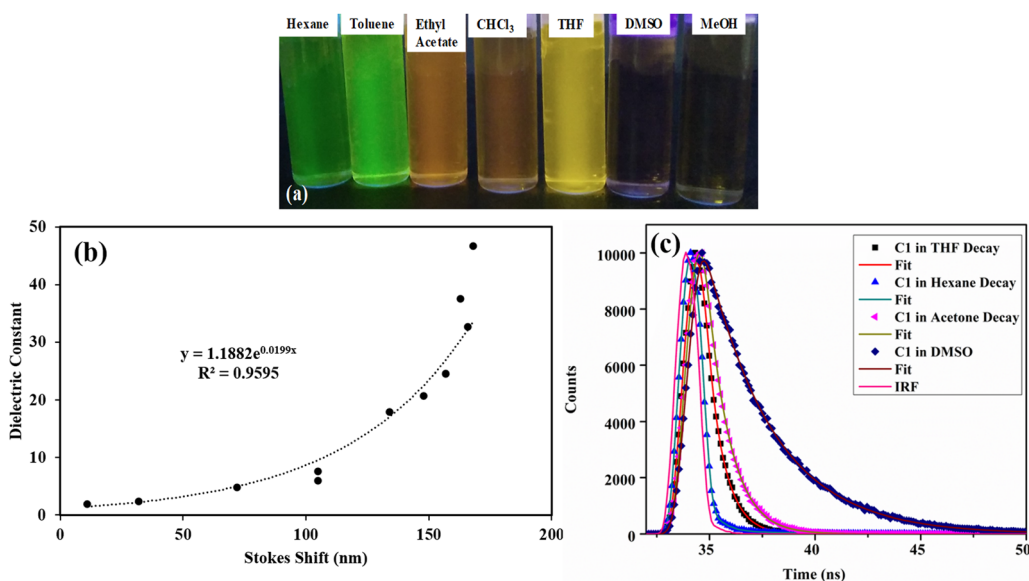 Hexane
Toluene
Ethyl
Acetate
CHCl₃
THF
DMSO
MeOH
(a)
(b)
Dielectric Constant
50
40
30
20
10
0
y = 1.1882e^0.0199x
R² = 0.9595
0 50 100 150 200
Stokes Shift (nm)
(c)
Counts
10000
8000
6000
4000
2000
0
C1 in THF Decay
Fit
C1 in Hexane Decay
Fit
C1 in Acetone Decay
Fit
C1 in DMSO
Fit
IRF
35 40 45 50
Time (ns)